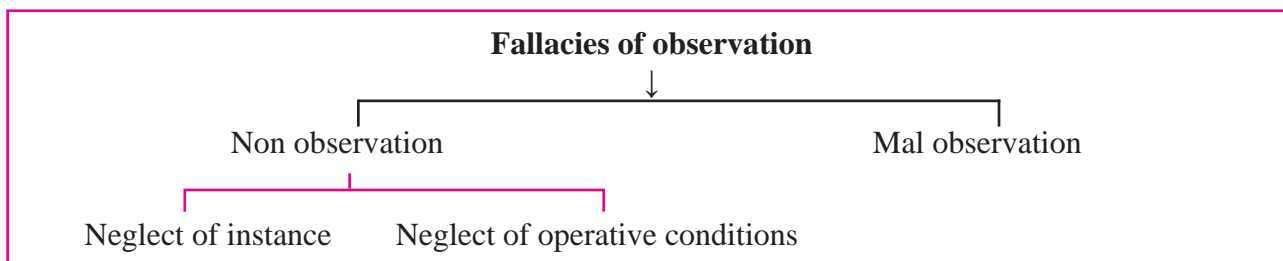 Fallacies of observation
↓
Non observation Mal observation
Neglect of instance Neglect of operative conditions